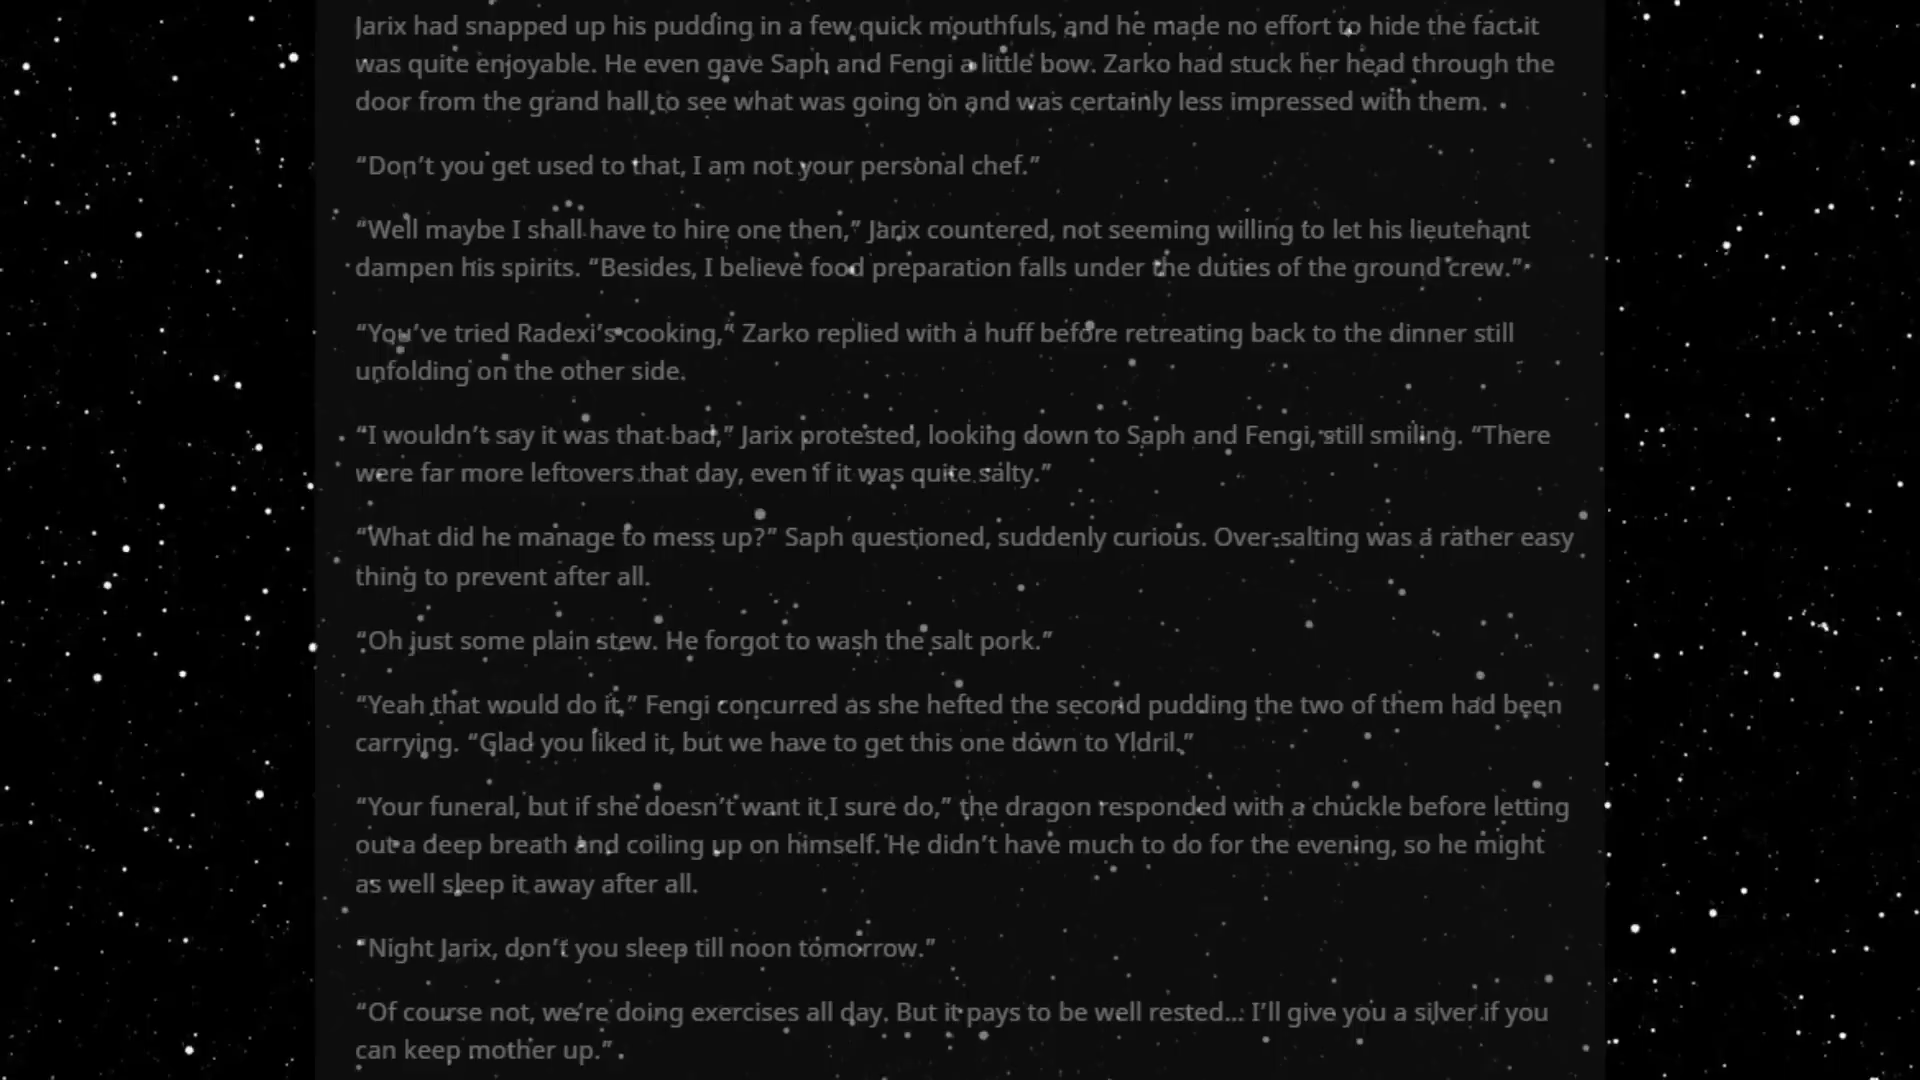 Jarix had snapped up his pudding in a few quick mouthfuls, and he made no effort to hide the fact it
was quite enjoyable. He even gave Saph and Fengi a little bow. Zarko had stuck her head through the
door from the grand hall to see what was going on and was certainly less impressed with them.
“Don’t you get used to that, I am not your personal chef.”
“Well maybe I shall have to hire one then,” Jarix countered, not seeming willing to let his lieutenant
dampen his spirits. “Besides, I believe food preparation falls under the duties of the ground crew.”
“You’ve tried Radexi’s cooking,” Zarko replied with a huff before retreating back to the dinner still
unfolding on the other side.
“I wouldn’t say it was that bad,” Jarix protested, looking down to Saph and Fengi, still smiling. “There
were far more leftovers that day, even if it was quite salty.”
“What did he manage to mess up?” Saph questioned, suddenly curious. Over-salting was a rather easy
thing to prevent after all.
“Oh just some plain stew. He forgot to wash the salt pork.”
“Yeah that would do it,” Fengi concurred as she hefted the second pudding the two of them had been
carrying. “Glad you liked it, but we have to get this one down to Yldril.”
“Your funeral, but if she doesn’t want it I sure do,” the dragon responded with a chuckle before letting
out a deep breath and coiling up on himself. He didn’t have much to do for the evening, so he might
as well sleep it away after all.
“Night Jarix, don’t you sleep till noon tomorrow.”
“Of course not, we’re doing exercises all day. But it pays to be well rested... I’ll give you a silver if you
can keep mother up.”